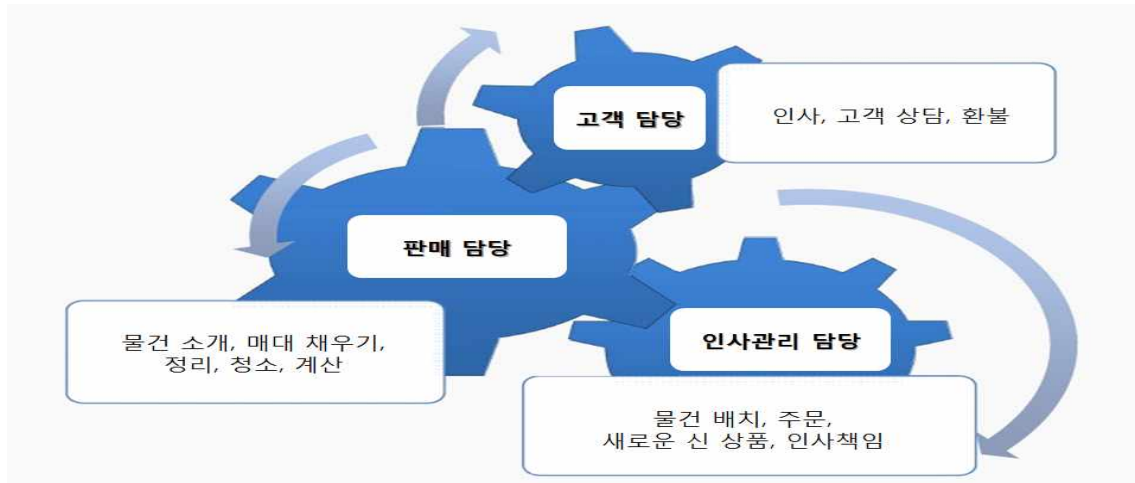 고객 담당
인사, 고객 상담, 환불
판매 담당
물건 소개, 매대 채우기,
정리, 청소, 계산
인사관리 담당
물건 배치, 주문,
새로운 신 상품, 인사책임